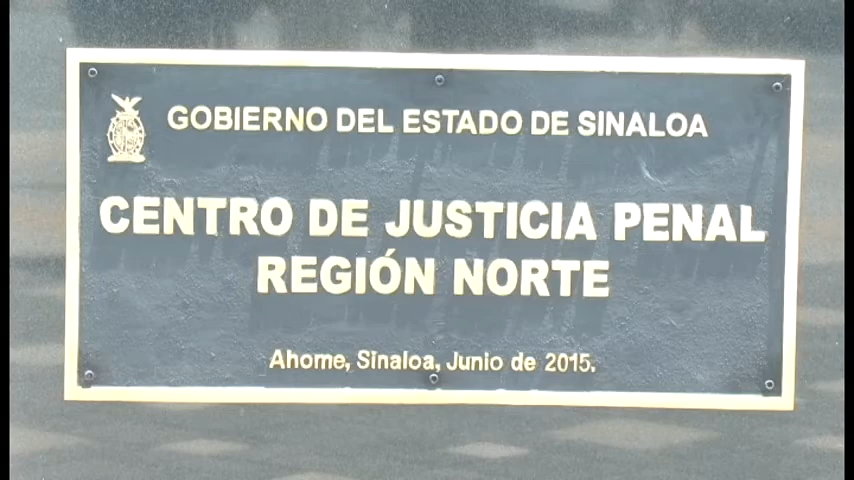 GOBIERNO DEL ESTADO DE SINALOA
CENTRO DE JUSTICIA PENAL
REGIÓN NORTE
Ahome, Sinaloa, Junio de 2015.